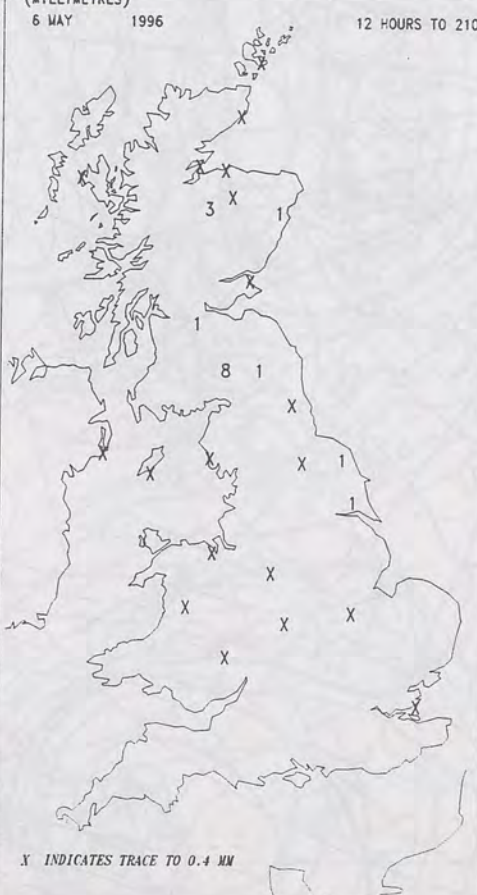 (MILLIMETRES)
6 MAY 1996 12 HOURS TO 210
X
X
X X X
X
3 1
X
1
8 1
X
X X X X 1
1
X
X
X X X
X
X
X INDICATES TRACE TO 0.4 MM